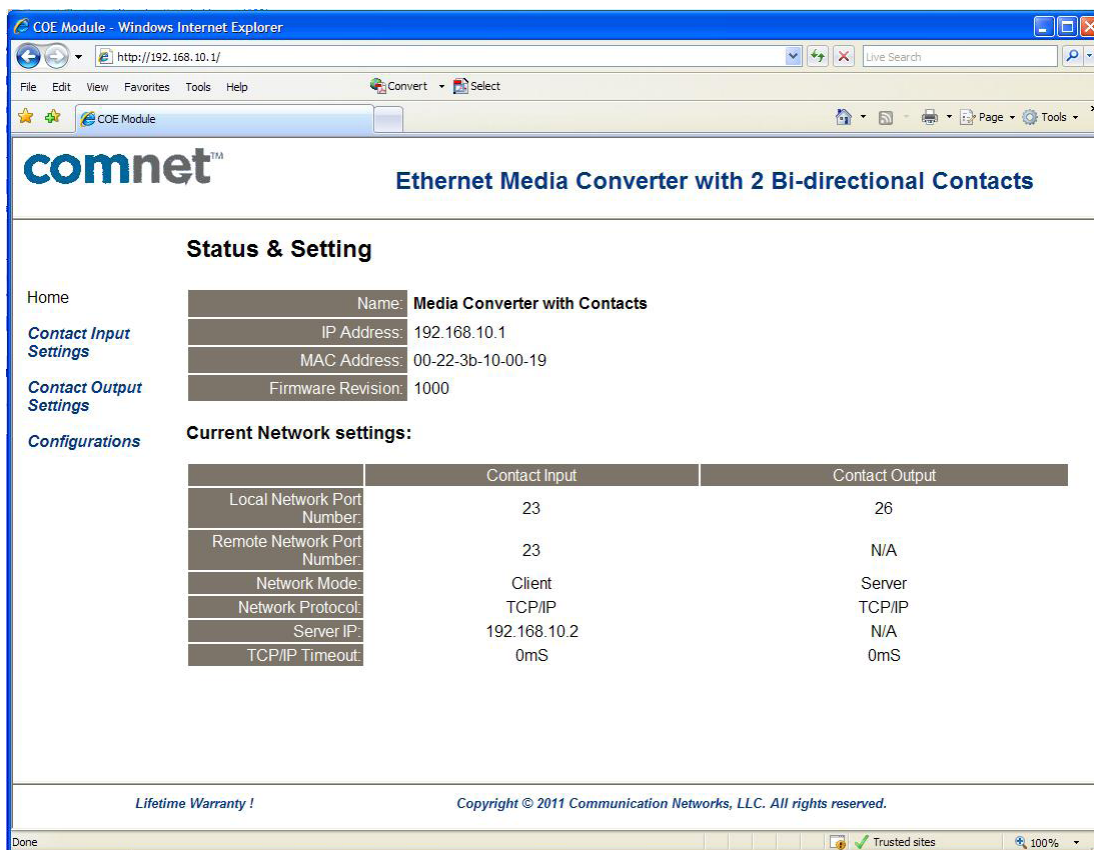 COE Module - Windows Internet Explorer
http://192.168.10.1/
Live Search
File Edit View Favorites Tools Help
Convert Select
COE Module
Page Tools
comnet™
Ethernet Media Converter with 2 Bi-directional Contacts
Status & Setting
Home
Contact Input
Settings
Contact Output
Settings
Configurations
Name: Media Converter with Contacts
IP Address: 192.168.10.1
MAC Address: 00-22-3b-10-00-19
Firmware Revision: 1000
Current Network settings:
Contact Input Contact Output
Local Network Port
Number: 23 26
Remote Network Port
Number: 23 N/A
Network Mode: Client Server
Network Protocol: TCP/IP TCP/IP
Server IP: 192.168.10.2 N/A
TCP/IP Timeout: 0mS 0mS
Lifetime Warranty !
Copyright © 2011 Communication Networks, LLC. All rights reserved.
Done
Trusted sites
100%